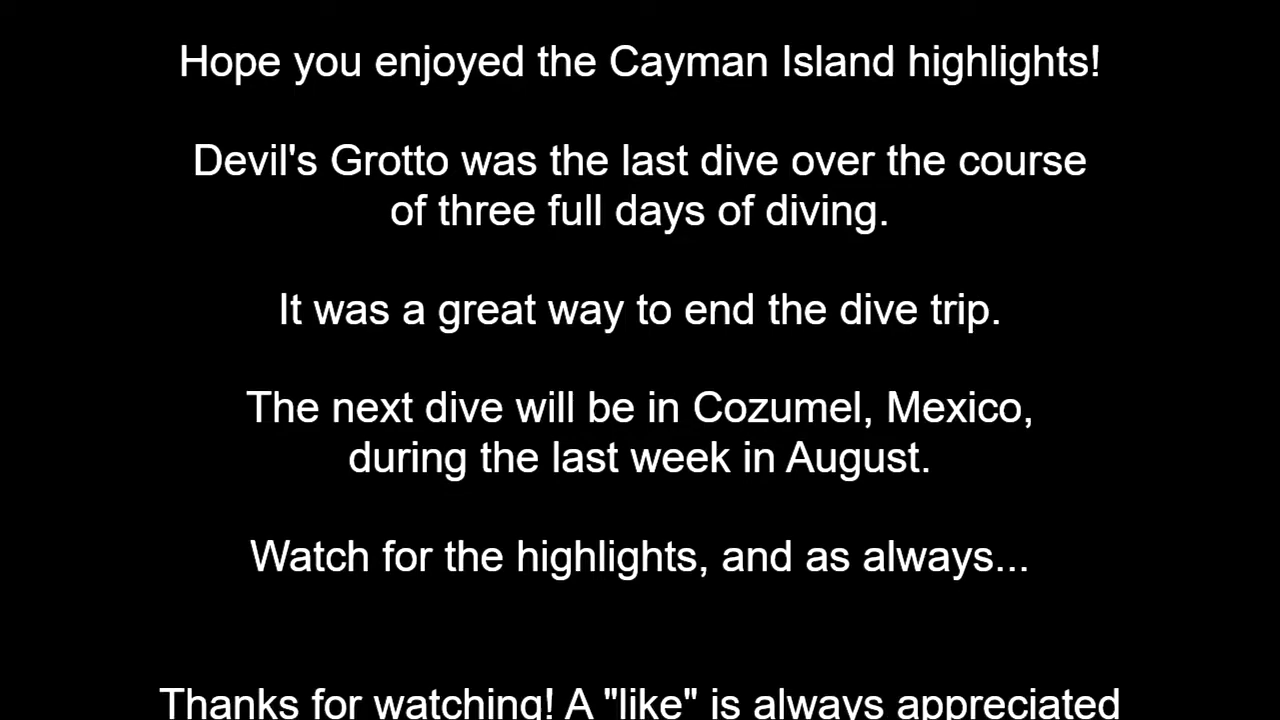 Hope you enjoyed the Cayman Island highlights!
Devil's Grotto was the last dive over the course
of three full days of diving.
It was a great way to end the dive trip.
The next dive will be in Cozumel, Mexico,
during the last week in August.
Watch for the highlights, and as always...
Thanks for watching! A "like" is always appreciated